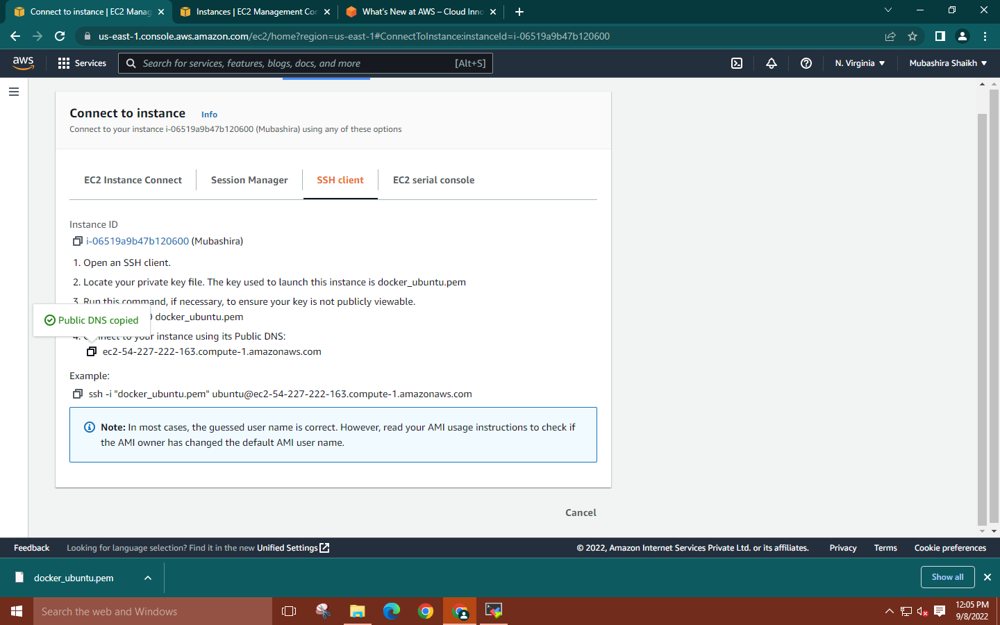 Connect to instance | EC2 Manag
Instances | EC2 Management Con
What's New at AWS – Cloud Inno
us-east-1.console.aws.amazon.com/ec2/home?region=us-east-1#ConnectToInstance:instanceId=i-06519a9b47b120600
aws
Services
Search for services, features, blogs, docs, and more
[Alt+S]
N. Virginia
Mubashira Shaikh
Connect to instance Info
Connect to your instance i-06519a9b47b120600 (Mubashira) using any of these options
EC2 Instance Connect
Session Manager
SSH client
EC2 serial console
Instance ID
i-06519a9b47b120600 (Mubashira)
1. Open an SSH client.
2. Locate your private key file. The key used to launch this instance is docker_ubuntu.pem
3. Run this command, if necessary, to ensure your key is not publicly viewable.
docker_ubuntu.pem
Public DNS copied
4. Connect to your instance using its Public DNS:
ec2-54-227-222-163.compute-1.amazonaws.com
Example:
ssh -i "docker_ubuntu.pem" ubuntu@ec2-54-227-222-163.compute-1.amazonaws.com
Note: In most cases, the guessed user name is correct. However, read your AMI usage instructions to check if
the AMI owner has changed the default AMI user name.
Cancel
Feedback
Looking for language selection? Find it in the new Unified Settings
© 2022, Amazon Internet Services Private Ltd. or its affiliates.
Privacy
Terms
Cookie preferences
docker_ubuntu.pem
Show all
Search the web and Windows
12:05 PM
9/8/2022